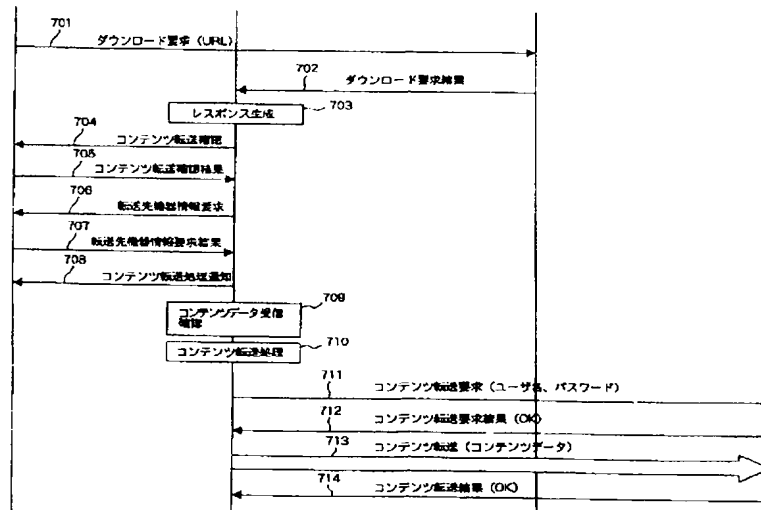 701
ダウンロード要求 (URL)
702
ダウンロード要求結果
レスポンス生成
703
704
コンテンツ転送確認
705
コンテンツ転送確認結果
706
転送先機器情報要求
707
転送先機器情報要求結果
708
コンテンツ転送処理通知
709
コンテンツデータ受信
確認
710
コンテンツ転送処理
711
コンテンツ転送要求 (ユーザ名、パスワード)
712
コンテンツ転送要求結果 (OK)
713
コンテンツ転送 (コンテンツデータ)
714
コンテンツ転送結果 (OK)